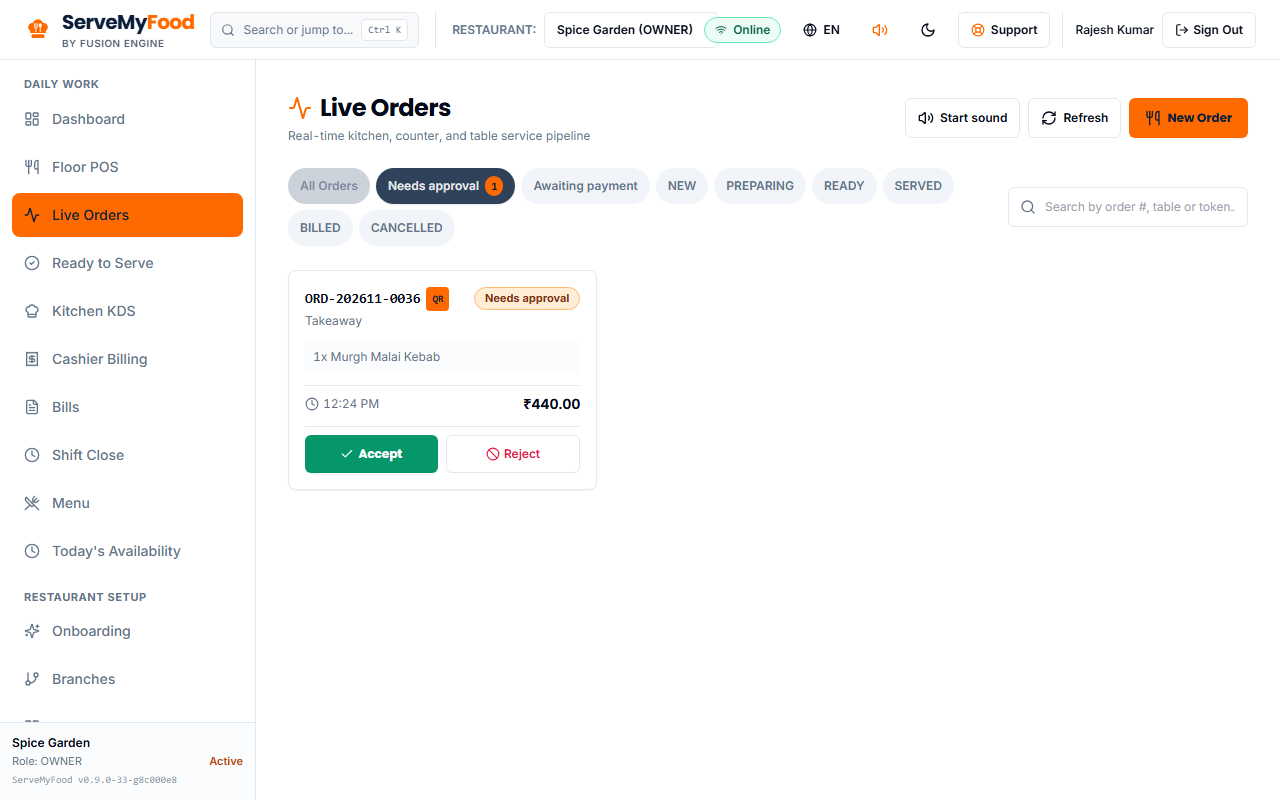 ServeMyFood
BY FUSION ENGINE
Search or jump to... Ctrl K
RESTAURANT: Spice Garden (OWNER)
Online
EN
Support
Rajesh Kumar
Sign Out
DAILY WORK
Dashboard
Floor POS
Live Orders
Ready to Serve
Kitchen KDS
Cashier Billing
Bills
Shift Close
Menu
Today's Availability
RESTAURANT SETUP
Onboarding
Branches
Spice Garden
Role: OWNER Active
ServeMyFood v0.9.0-33-g8c000e8
Live Orders
Real-time kitchen, counter, and table service pipeline
Start sound
Refresh
New Order
All Orders Needs approval 1 Awaiting payment NEW PREPARING READY SERVED
BILLED CANCELLED
Search by order #, table or token..
ORD-202611-0036 QR Needs approval
Takeaway
1x Murgh Malai Kebab
12:24 PM ₹440.00
Accept Reject